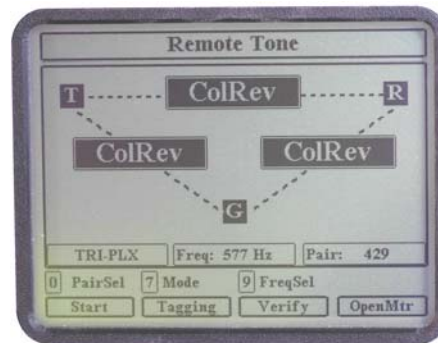 Remote Tone
T ColRev R
ColRev ColRev
G
TRI-PLX Freq: 577 Hz Pair: 429
0 PairSel 7 Mode 9 FreqSel
Start Tagging Verify OpenMtr